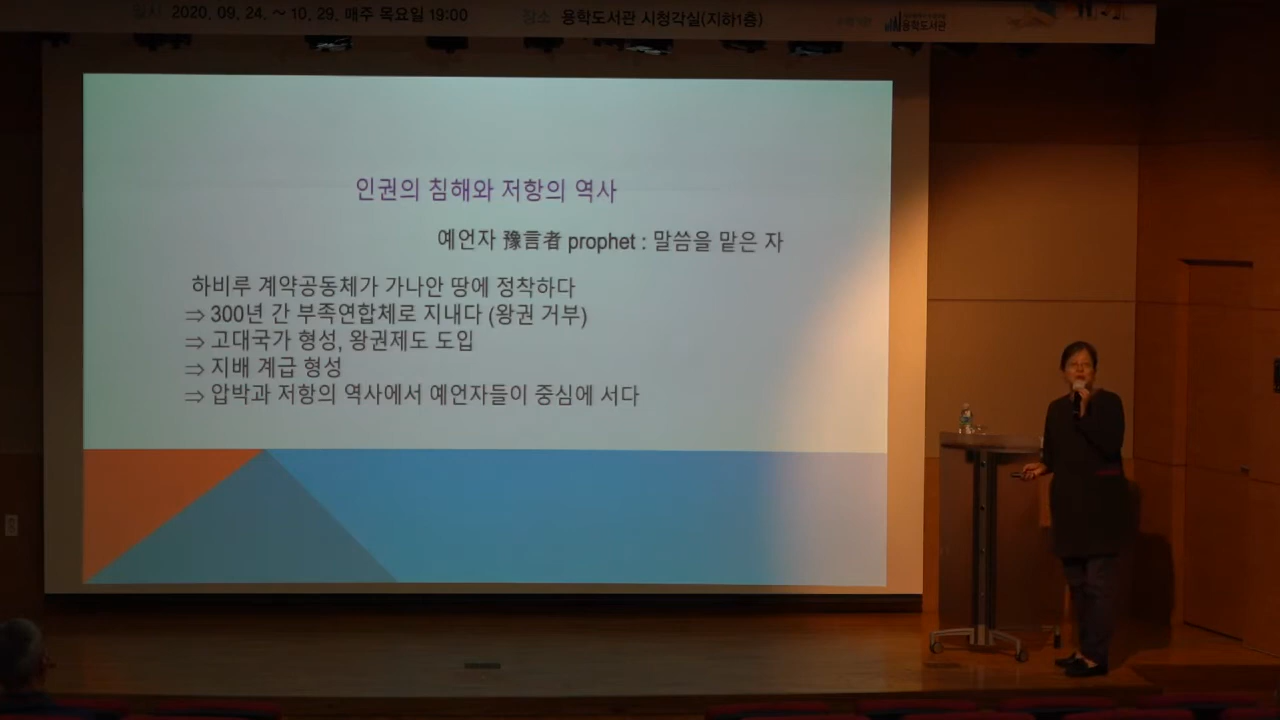 일시 2020. 09. 24. ~ 10. 29. 매주 목요일 19:00 장소 용학도서관 시청각실(지하1층) 용학도서관
인권의 침해와 저항의 역사
예언자 豫言者 prophet : 말씀을 맡은 자
하비루 계약공동체가 가나안 땅에 정착하다
⇒ 300년 간 부족연합체로 지내다 (왕권 거부)
⇒ 고대국가 형성, 왕권제도 도입
⇒ 지배 계급 형성
⇒ 압박과 저항의 역사에서 예언자들이 중심에 서다